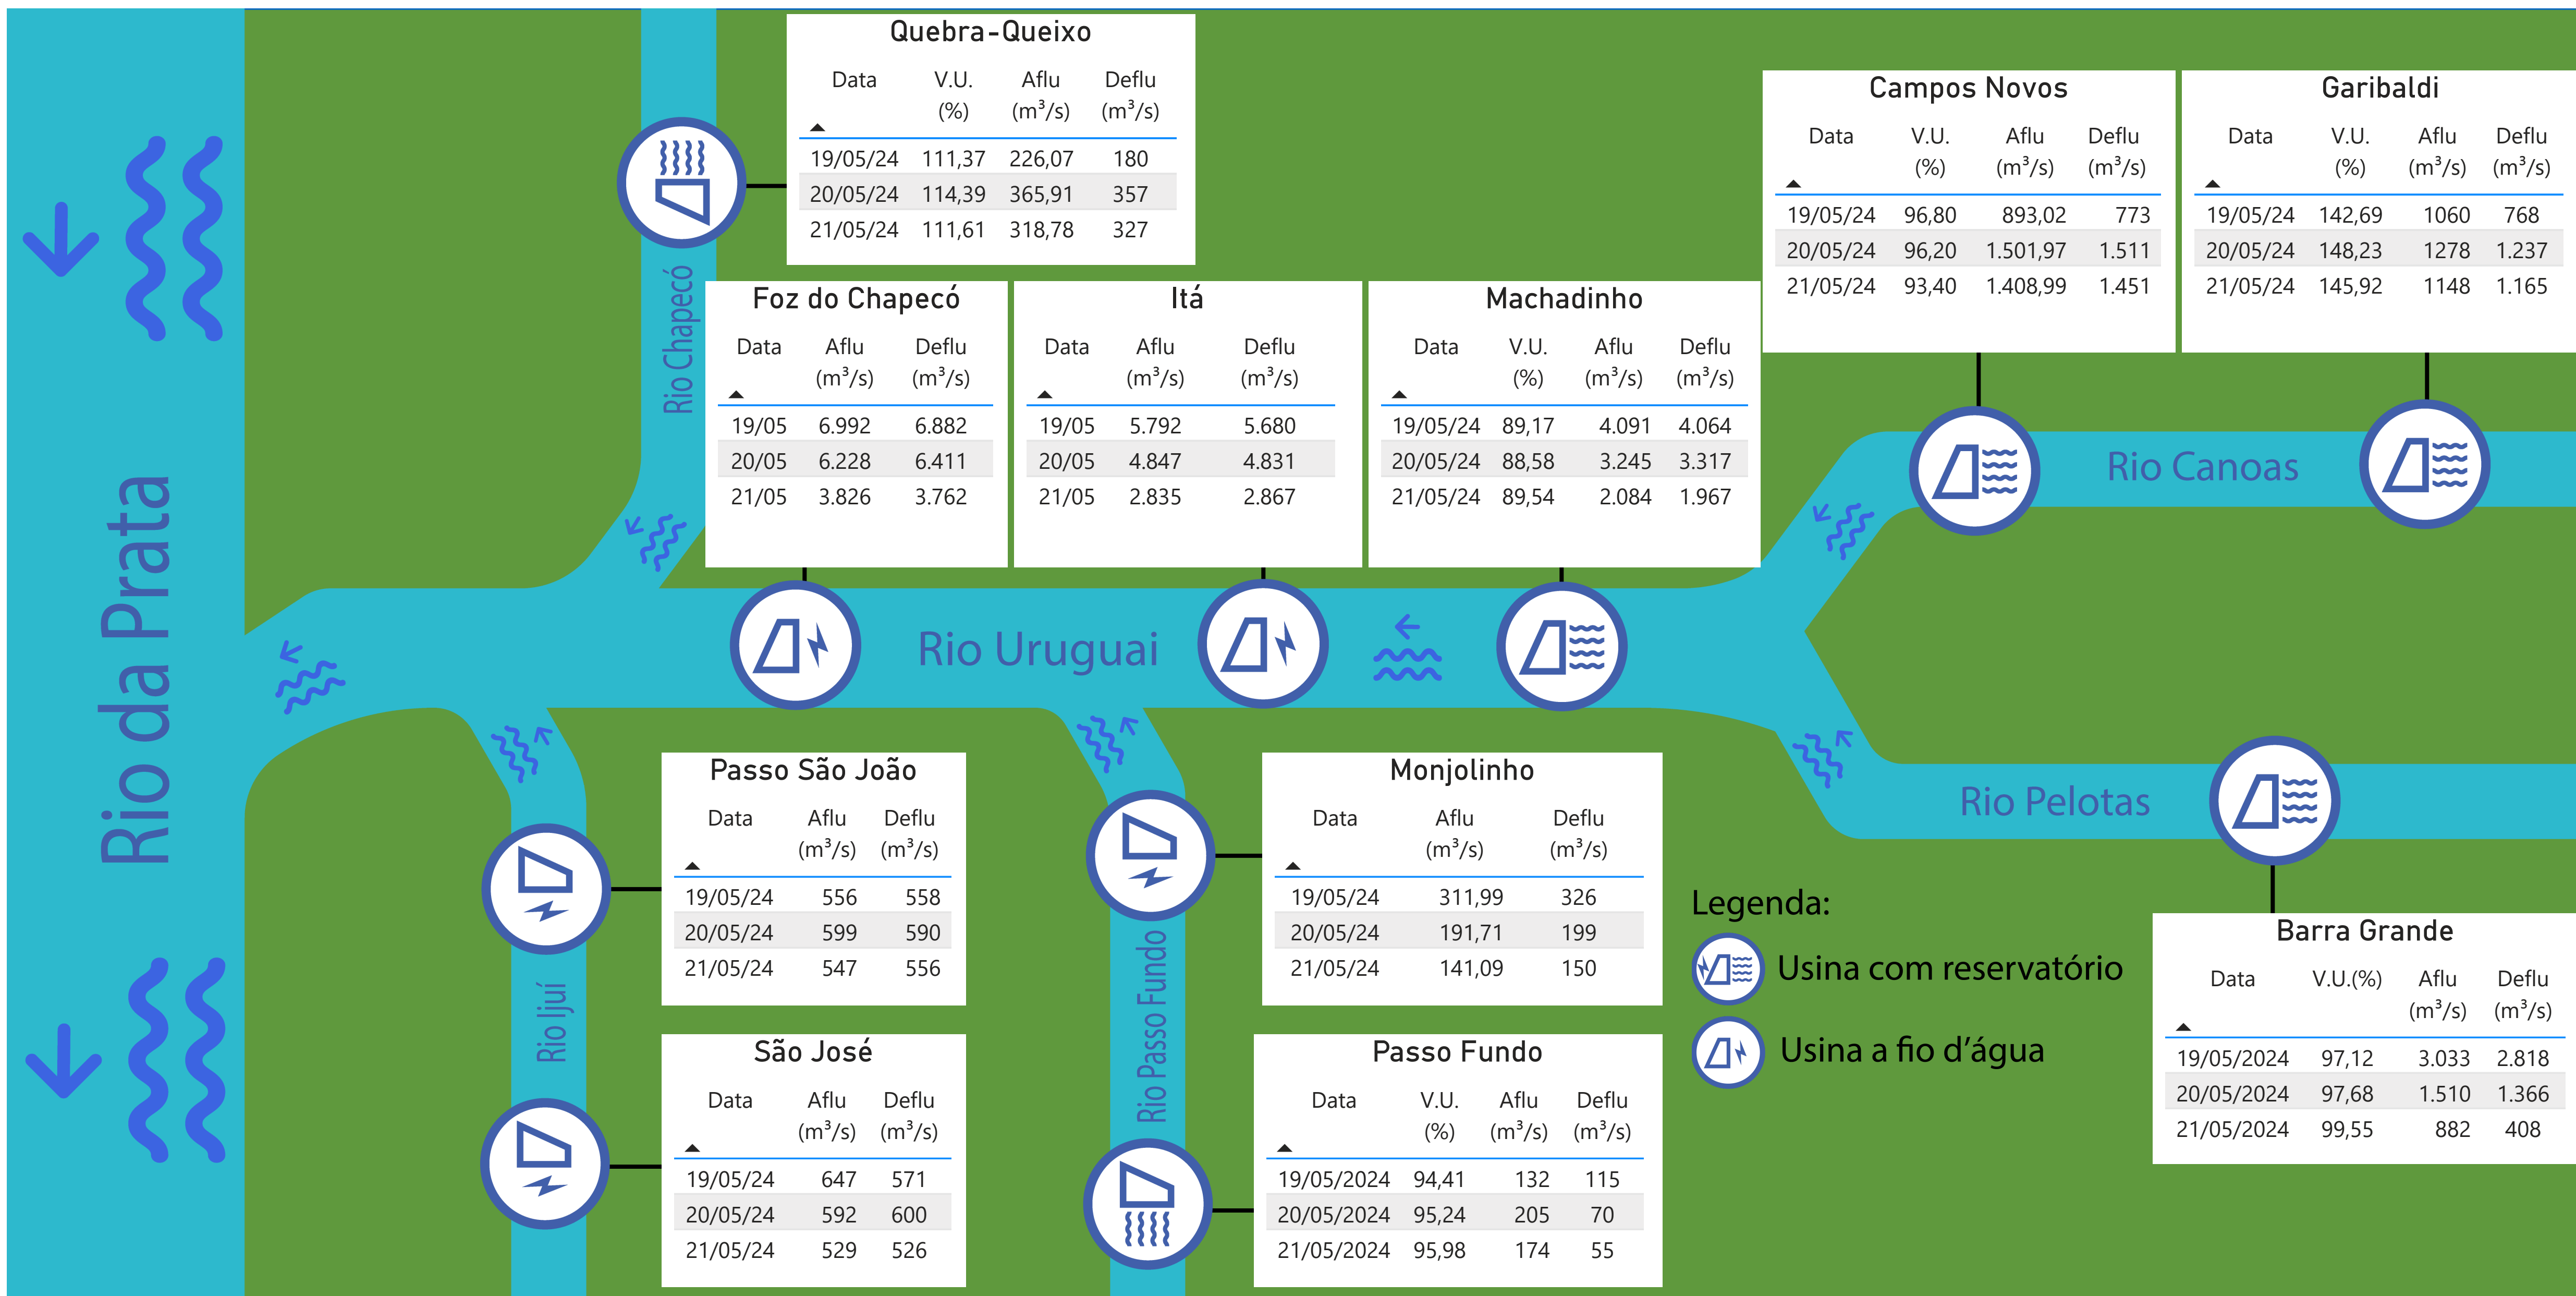 Rio da Prata
Quebra-Queixo
Data V.U. Aflu Deflu
(%) (m³/s) (m³/s)
19/05/24 111,37 226,07 180
20/05/24 114,39 365,91 357
21/05/24 111,61 318,78 327
Rio Chapecó
Campos Novos
Data V.U. Aflu Deflu
(%) (m³/s) (m³/s)
19/05/24 96,80 893,02 773
20/05/24 96,20 1.501,97 1.511
21/05/24 93,40 1.408,99 1.451
Garibaldi
Data V.U. Aflu Deflu
(%) (m³/s) (m³/s)
19/05/24 142,69 1060 768
20/05/24 148,23 1278 1.237
21/05/24 145,92 1148 1.165
Foz do Chapecó
Data Aflu Deflu
(m³/s) (m³/s)
19/05 6.992 6.882
20/05 6.228 6.411
21/05 3.826 3.762
Itá
Data Aflu Deflu
(m³/s) (m³/s)
19/05 5.792 5.680
20/05 4.847 4.831
21/05 2.835 2.867
Machadinho
Data V.U. Aflu Deflu
(%) (m³/s) (m³/s)
19/05/24 89,17 4.091 4.064
20/05/24 88,58 3.245 3.317
21/05/24 89,54 2.084 1.967
Rio Canoas
Rio Uruguai
Rio Pelotas
Passo São João
Data Aflu Deflu
(m³/s) (m³/s)
19/05/24 556 558
20/05/24 599 590
21/05/24 547 556
Rio Ijuí
São José
Data Aflu Deflu
(m³/s) (m³/s)
19/05/24 647 571
20/05/24 592 600
21/05/24 529 526
Monjolinho
Data Aflu Deflu
(m³/s) (m³/s)
19/05/24 311,99 326
20/05/24 191,71 199
21/05/24 141,09 150
Rio Passo Fundo
Passo Fundo
Data V.U. Aflu Deflu
(%) (m³/s) (m³/s)
19/05/2024 94,41 132 115
20/05/2024 95,24 205 70
21/05/2024 95,98 174 55
Legenda:
Usina com reservatório
Usina a fio d’água
Barra Grande
Data V.U.(%) Aflu Deflu
(m³/s) (m³/s)
19/05/2024 97,12 3.033 2.818
20/05/2024 97,68 1.510 1.366
21/05/2024 99,55 882 408